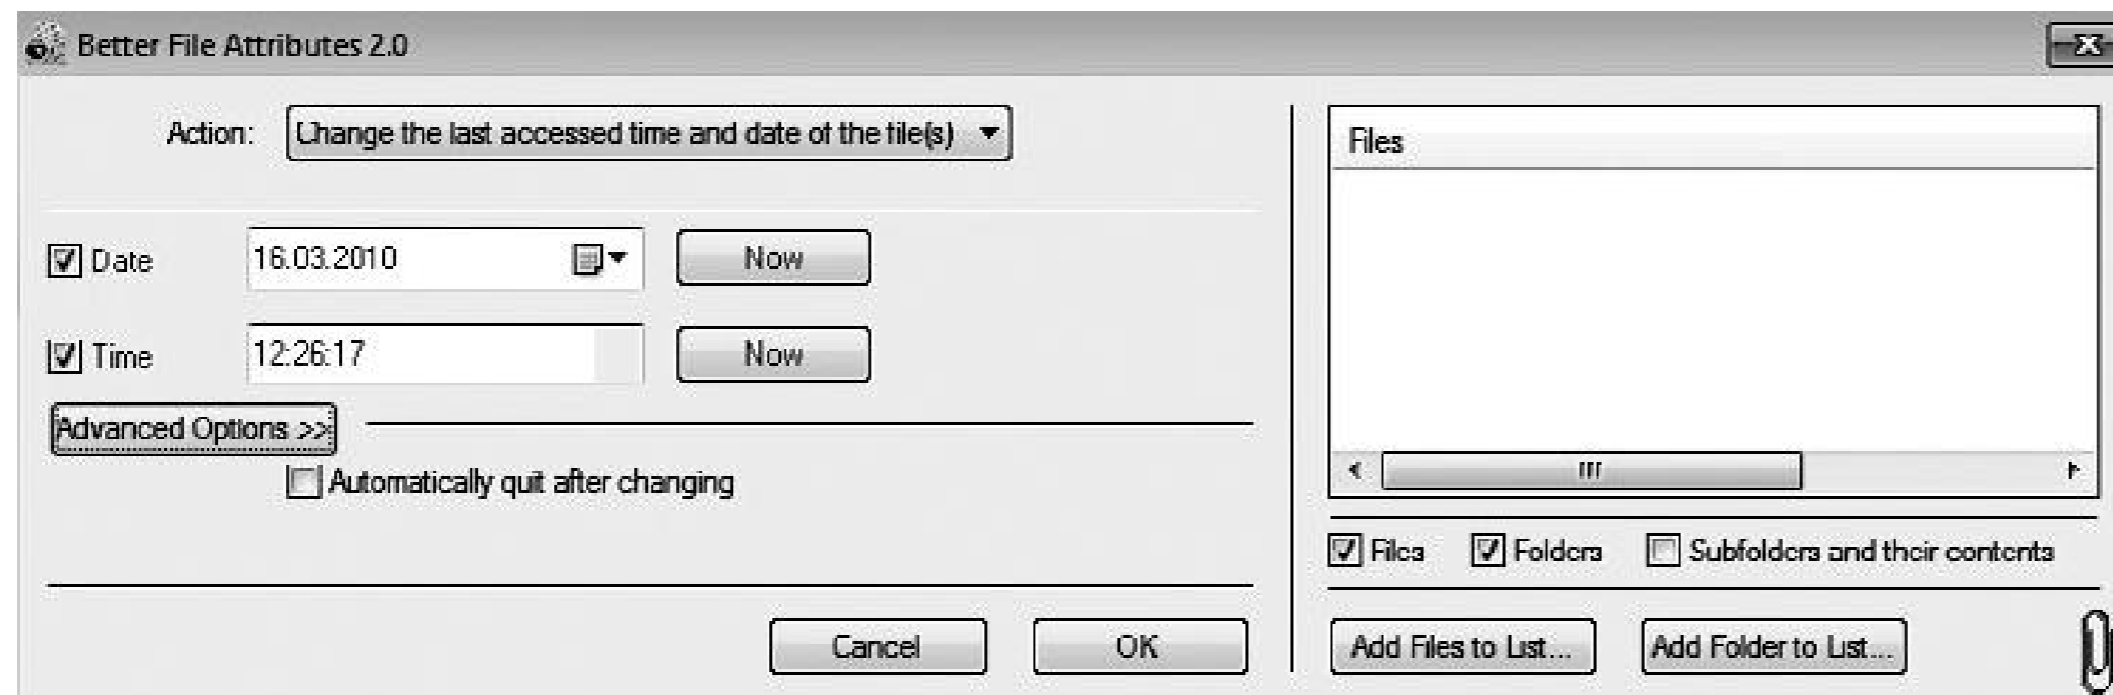 Better File Attributes 2.0
Action: Change the last accessed time and date of the file(s)
Date 16.03.2010 Now
Time 12:26:17 Now
Advanced Options >>
Automatically quit after changing
Cancel OK
Files
Files Folders Subfolders and their contents
Add Files to List... Add Folder to List...